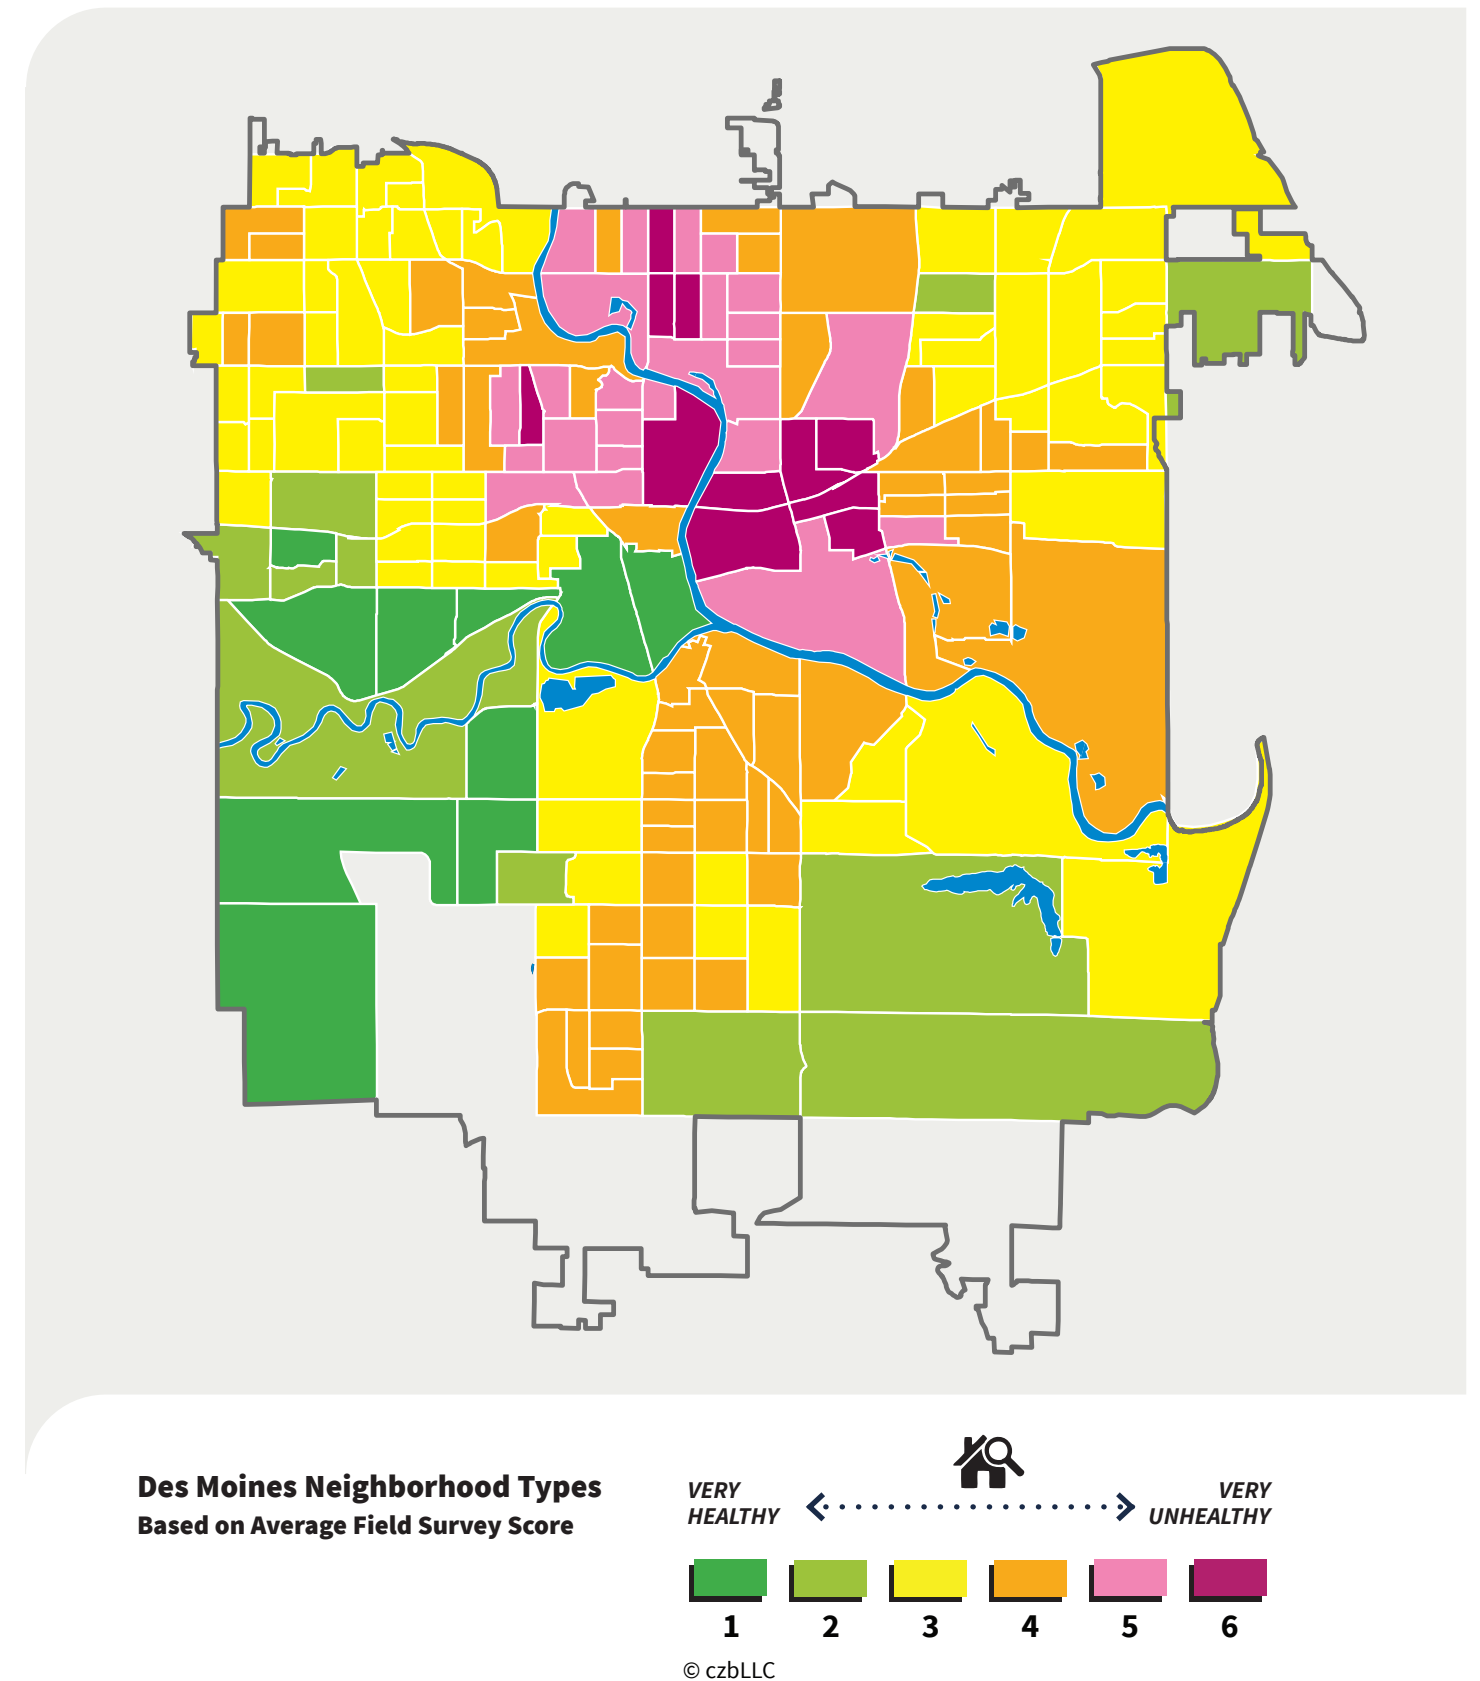 Des Moines Neighborhood Types
Based on Average Field Survey Score
VERY
HEALTHY
VERY
UNHEALTHY
1 2 3 4 5 6
© czbLLC